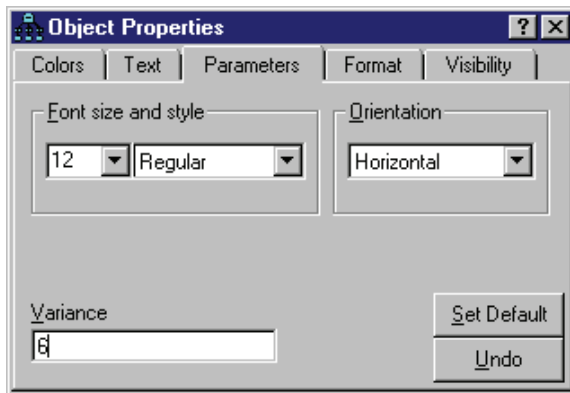 Object Properties ? X
Colors Text Parameters Format Visibility
Font size and style Orientation
12 Regular Horizontal
Variance Set Default
6
Undo